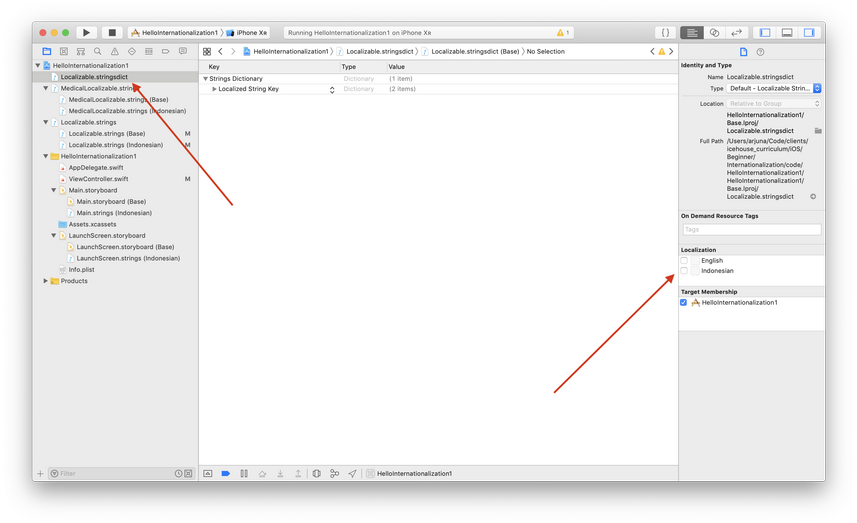 HelloInternationalization1 〉 iPhone Xʀ
Running HelloInternationalization1 on iPhone Xʀ
1
{ }
HelloInternationalization1 〉 Localizable.stringsdict 〉 Localizable.stringsdict (Base) 〉 No Selection
HelloInternationalization1
Localizable.stringsdict
MedicalLocalizable.strings
MedicalLocalizable.strings (Base)
MedicalLocalizable.strings (Indonesian)
Localizable.strings
Localizable.strings (Base) M
Localizable.strings (Indonesian) M
HelloInternationalization1
AppDelegate.swift
ViewController.swift M
Main.storyboard
Main.storyboard (Base)
Main.strings (Indonesian)
Assets.xcassets
LaunchScreen.storyboard
LaunchScreen.storyboard (Base)
LaunchScreen.strings (Indonesian)
Info.plist
Products
Filter
Key Type Value
Strings Dictionary Dictionary (1 item)
Localized String Key Dictionary (2 items)
HelloInternationalization1
Identity and Type
Name Localizable.stringsdict
Type Default - Localizable Strin...
Location Relative to Group
HelloInternationalization1/
Base.lproj/
Localizable.stringsdict
Full Path /Users/arjuna/Code/clients/
icehouse_curriculum/iOS/
Beginner/
Internationalization/code/
HelloInternationalization1/
HelloInternationalization1/
Base.lproj/
Localizable.stringsdict
On Demand Resource Tags
Tags
Localization
English
Indonesian
Target Membership
HelloInternationalization1